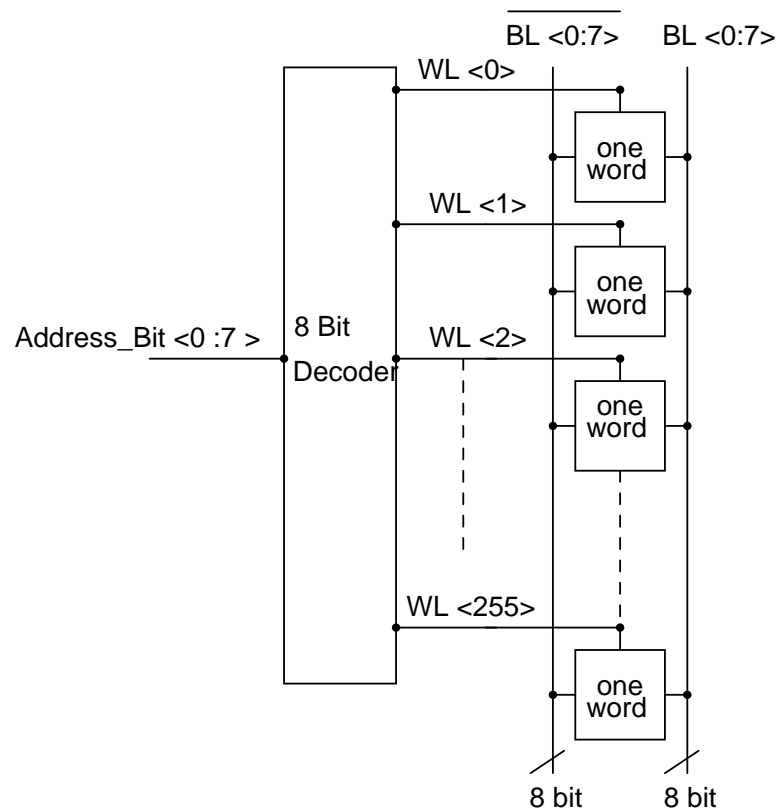 BL <0:7>
BL <0:7>
WL <0>
one
word
WL <1>
one
word
Address_Bit <0 :7 >
8 Bit
Decoder
WL <2>
one
word
WL <255>
one
word
8 bit
8 bit